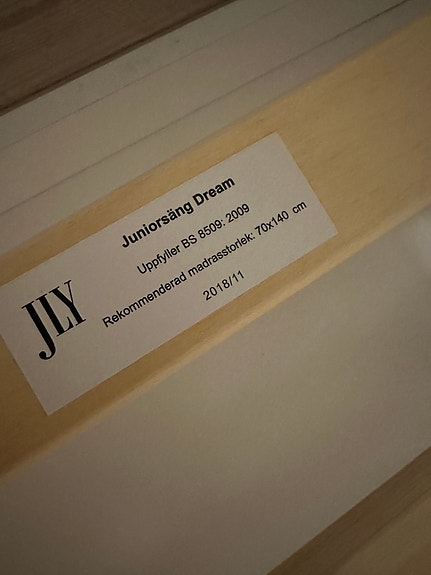 Juniorsäng Dream
Uppfyller BS 8509: 2009
Rekommenderad madrasstorlek: 70x140 cm
2018/11
JLY